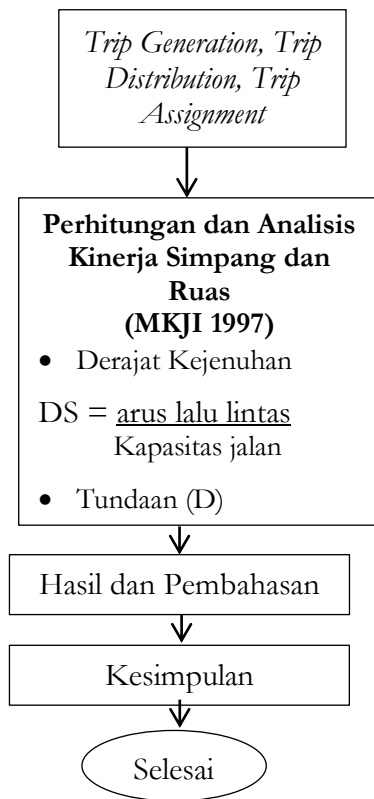 Trip Generation, Trip
Distribution, Trip
Assignment
Perhitungan dan Analisis
Kinerja Simpang dan
Ruas
(MKJI 1997)
• Derajat Kejenuhan
DS = arus lalu lintas
Kapasitas jalan
• Tundaan (D)
Hasil dan Pembahasan
Kesimpulan
Selesai